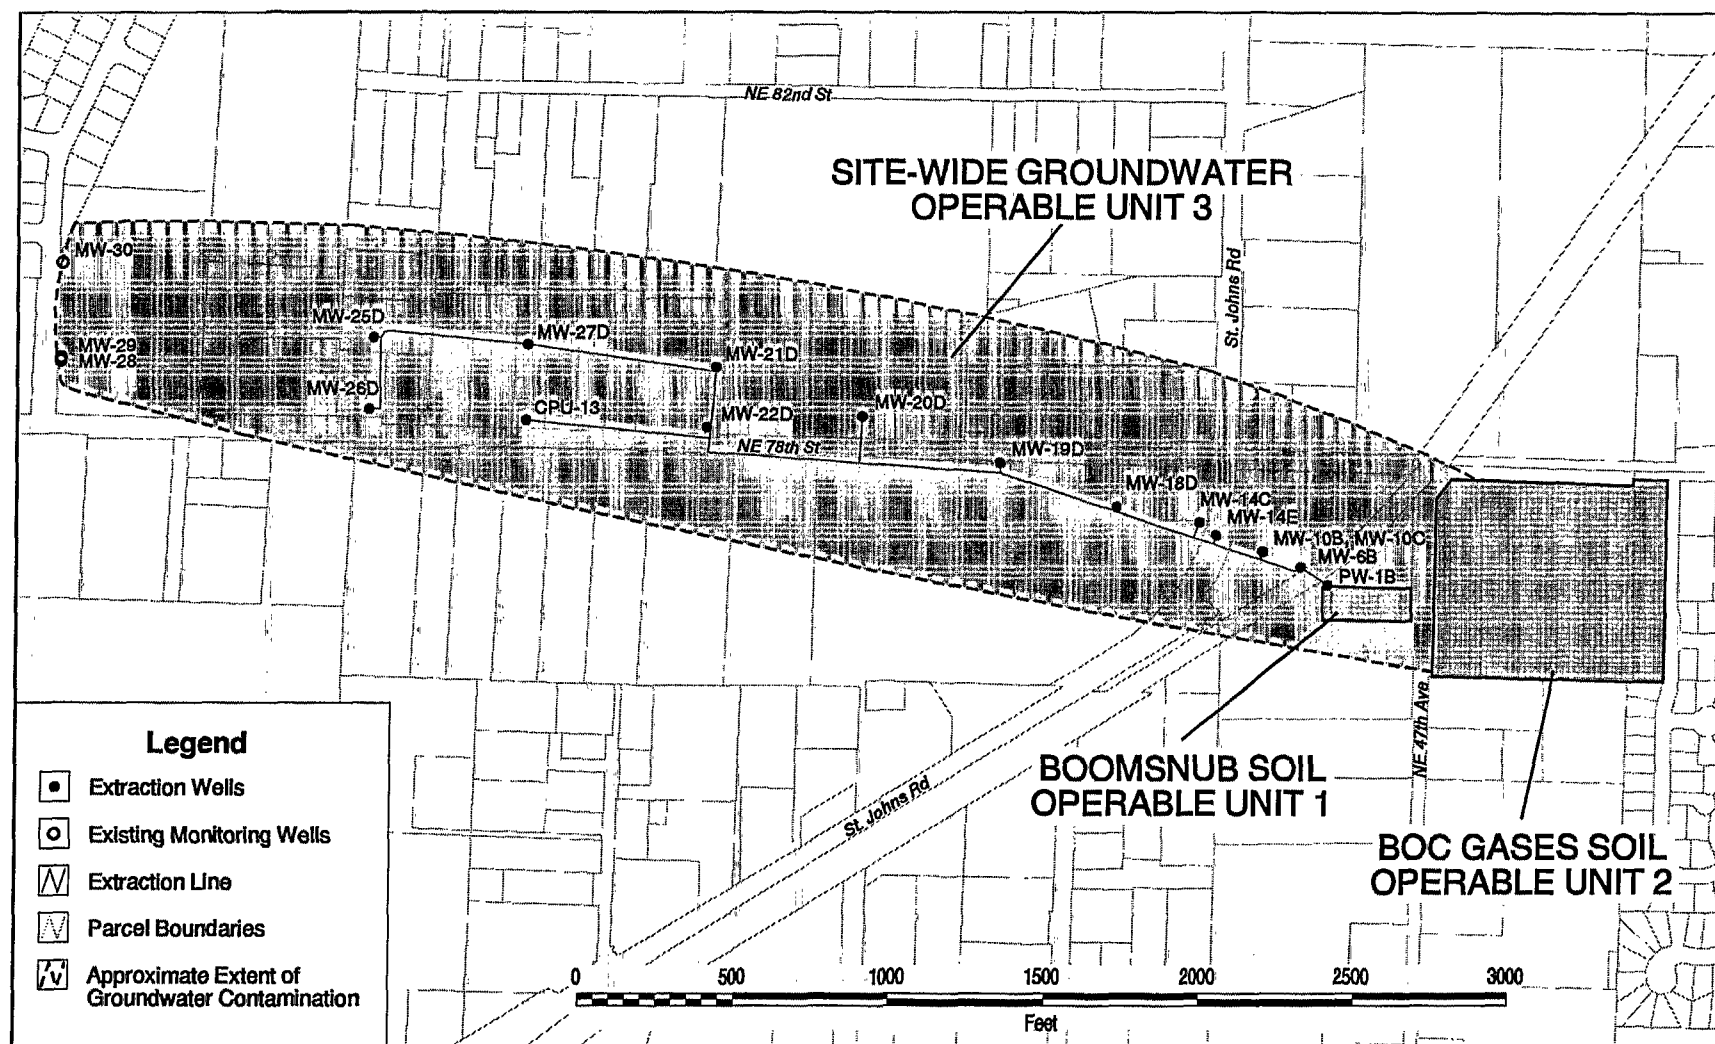 NE 82nd St
SITE-WIDE GROUNDWATER
OPERABLE UNIT 3
St. Johns Rd
MW-30
MW-25D
MW-27D
MW-29
MW-28
MW-21D
MW-26D
CPU-13
MW-22D
MW-20D
NE 78th St
MW-19D
MW-18D
MW-14C
MW-14E
MW-10B, MW-10C
MW-6B
PW-1B
NE 47th Ave
BOOMSNUB SOIL
OPERABLE UNIT 1
St. Johns Rd
BOC GASES SOIL
OPERABLE UNIT 2
Legend
Extraction Wells
Existing Monitoring Wells
Extraction Line
Parcel Boundaries
Approximate Extent of
Groundwater Contamination
0 500 1000 1500 2000 2500 3000
Feet